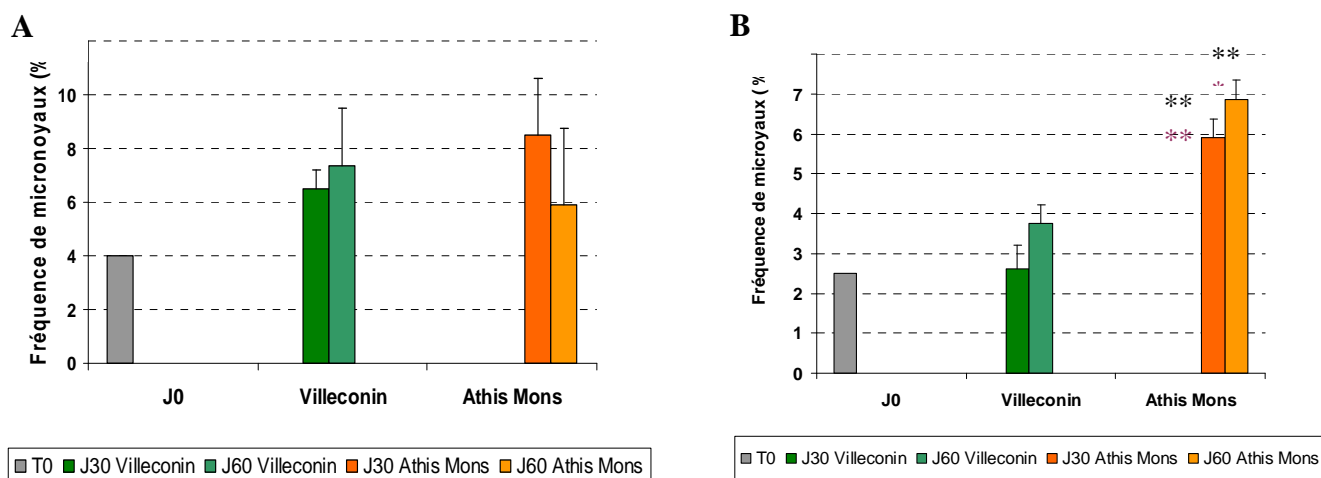 A
Fréquence de micronoyaux (%
10
8
6
4
2
0
J0 Villeconin Athis Mons
T0 J30 Villeconin J60 Villeconin J30 Athis Mons J60 Athis Mons
B
Fréquence de microyaux ( %
7
6
5
4
3
2
1
0
**
*
**
**
J0 Villeconin Athis Mons
T0 J30 Villeconin J60 Villeconin J30 Athis Mons J60 Athis Mons